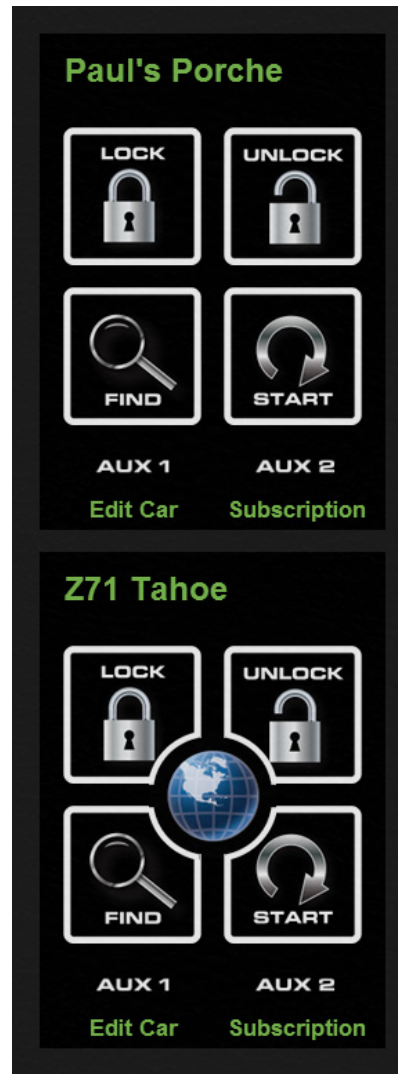 Paul's Porche
LOCK UNLOCK
FIND START
AUX 1 AUX 2
Edit Car Subscription
Z71 Tahoe
LOCK UNLOCK
FIND START
AUX 1 AUX 2
Edit Car Subscription